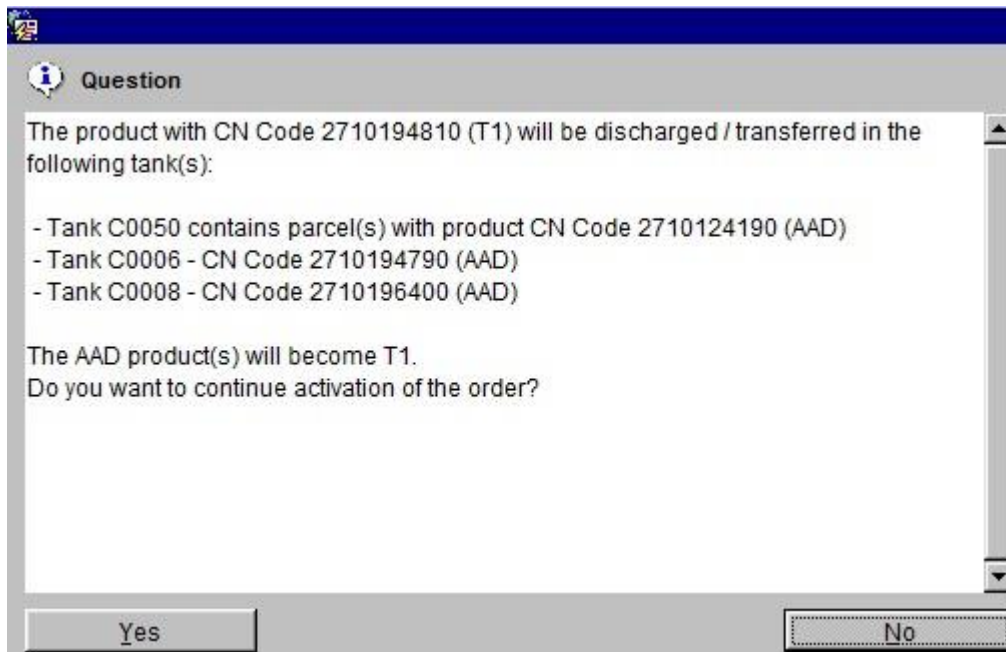 Question
The product with CN Code 2710194810 (T1) will be discharged / transferred in the
following tank(s):
- Tank C0050 contains parcel(s) with product CN Code 2710124190 (AAD)
- Tank C0006 - CN Code 2710194790 (AAD)
- Tank C0008 - CN Code 2710196400 (AAD)
The AAD product(s) will become T1.
Do you want to continue activation of the order?
Yes
No